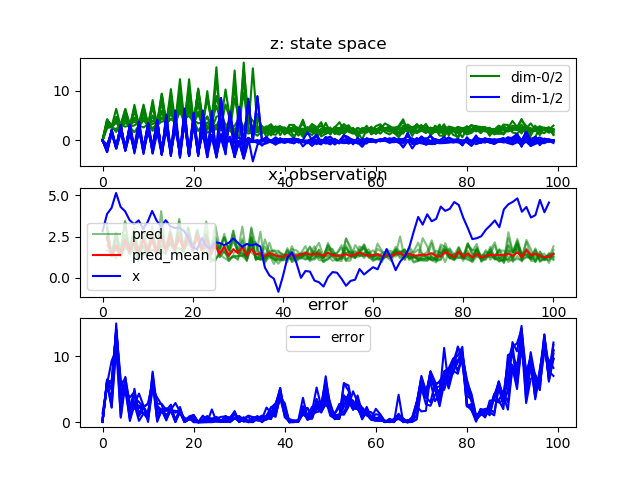 z: state space
10
0
dim-0/2
dim-1/2
0 20 40 60 80 100
x: observation
5.0
2.5
0.0
pred
pred_mean
x
0 20 40 60 80 100
error
10
0
error
0 20 40 60 80 100